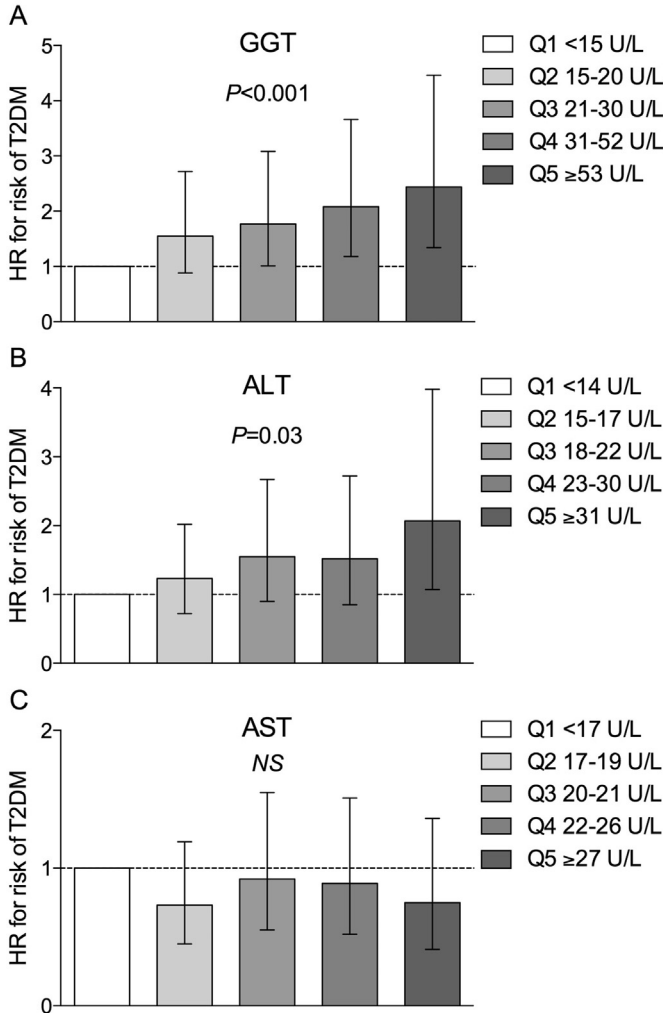 A
GGT
P<0.001
HR for risk of T2DM
5
4
3
2
1
0
Q1 <15 U/L
Q2 15-20 U/L
Q3 21-30 U/L
Q4 31-52 U/L
Q5 ≥53 U/L
B
ALT
P=0.03
HR for risk of T2DM
4
3
2
1
0
Q1 <14 U/L
Q2 15-17 U/L
Q3 18-22 U/L
Q4 23-30 U/L
Q5 ≥31 U/L
C
AST
NS
HR for risk of T2DM
2
1
0
Q1 <17 U/L
Q2 17-19 U/L
Q3 20-21 U/L
Q4 22-26 U/L
Q5 ≥27 U/L